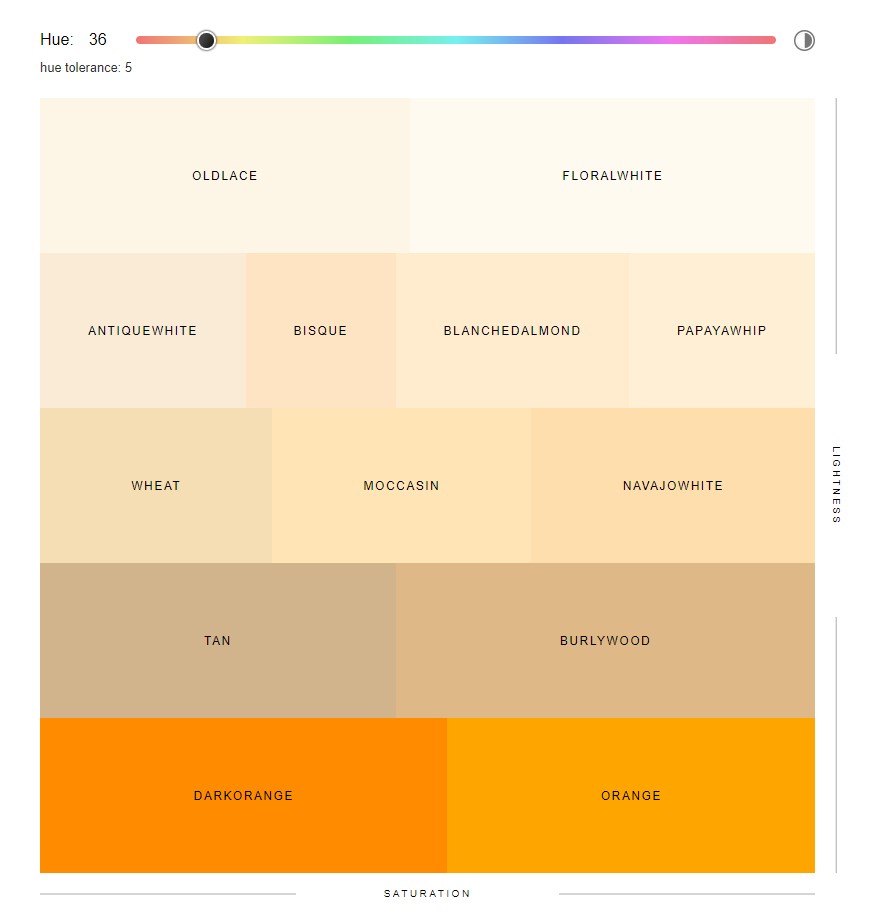 Hue: 36
hue tolerance: 5
OLDLACE
FLORALWHITE
ANTIQUEWHITE
BISQUE
BLANCHEDALMOND
PAPAYAWHIP
WHEAT
MOCCASIN
NAVAJOWHITE
LIGHTNESS
TAN
BURLYWOOD
DARKORANGE
ORANGE
SATURATION